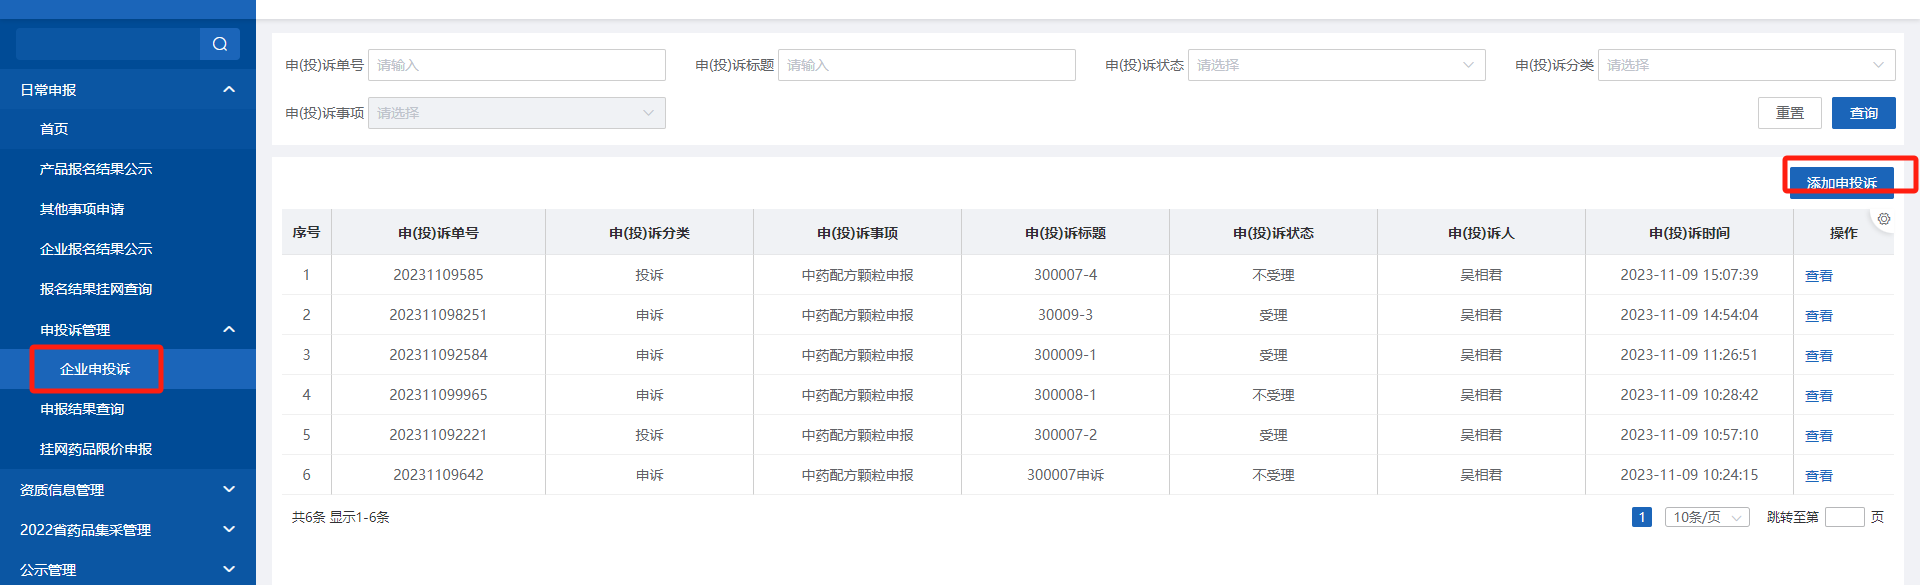 日常申报
首页
产品报名结果公示
其他事项申请
企业报名结果公示
报名结果挂网查询
申投诉管理
企业申投诉
申报结果查询
挂网药品限价申报
资质信息管理
2022省药品集采管理
公示管理
申(投)诉单号 请输入 申(投)诉标题 请输入 申(投)诉状态 请选择 申(投)诉分类 请选择
申(投)诉事项 请选择 重置 查询
添加申投诉
序号 申(投)诉单号 申(投)诉分类 申(投)诉事项 申(投)诉标题 申(投)诉状态 申(投)诉人 申(投)诉时间 操作
1 20231109585 投诉 中药配方颗粒申报 300007-4 不受理 吴相君 2023-11-09 15:07:39 查看
2 202311098251 申诉 中药配方颗粒申报 30009-3 受理 吴相君 2023-11-09 14:54:04 查看
3 202311092584 申诉 中药配方颗粒申报 300009-1 受理 吴相君 2023-11-09 11:26:51 查看
4 202311099965 申诉 中药配方颗粒申报 300008-1 不受理 吴相君 2023-11-09 10:28:42 查看
5 202311092221 投诉 中药配方颗粒申报 300007-2 受理 吴相君 2023-11-09 10:57:10 查看
6 20231109642 申诉 中药配方颗粒申报 300007申诉 不受理 吴相君 2023-11-09 10:24:15 查看
共6条 显示1-6条 1 10条/页 跳转至第 页